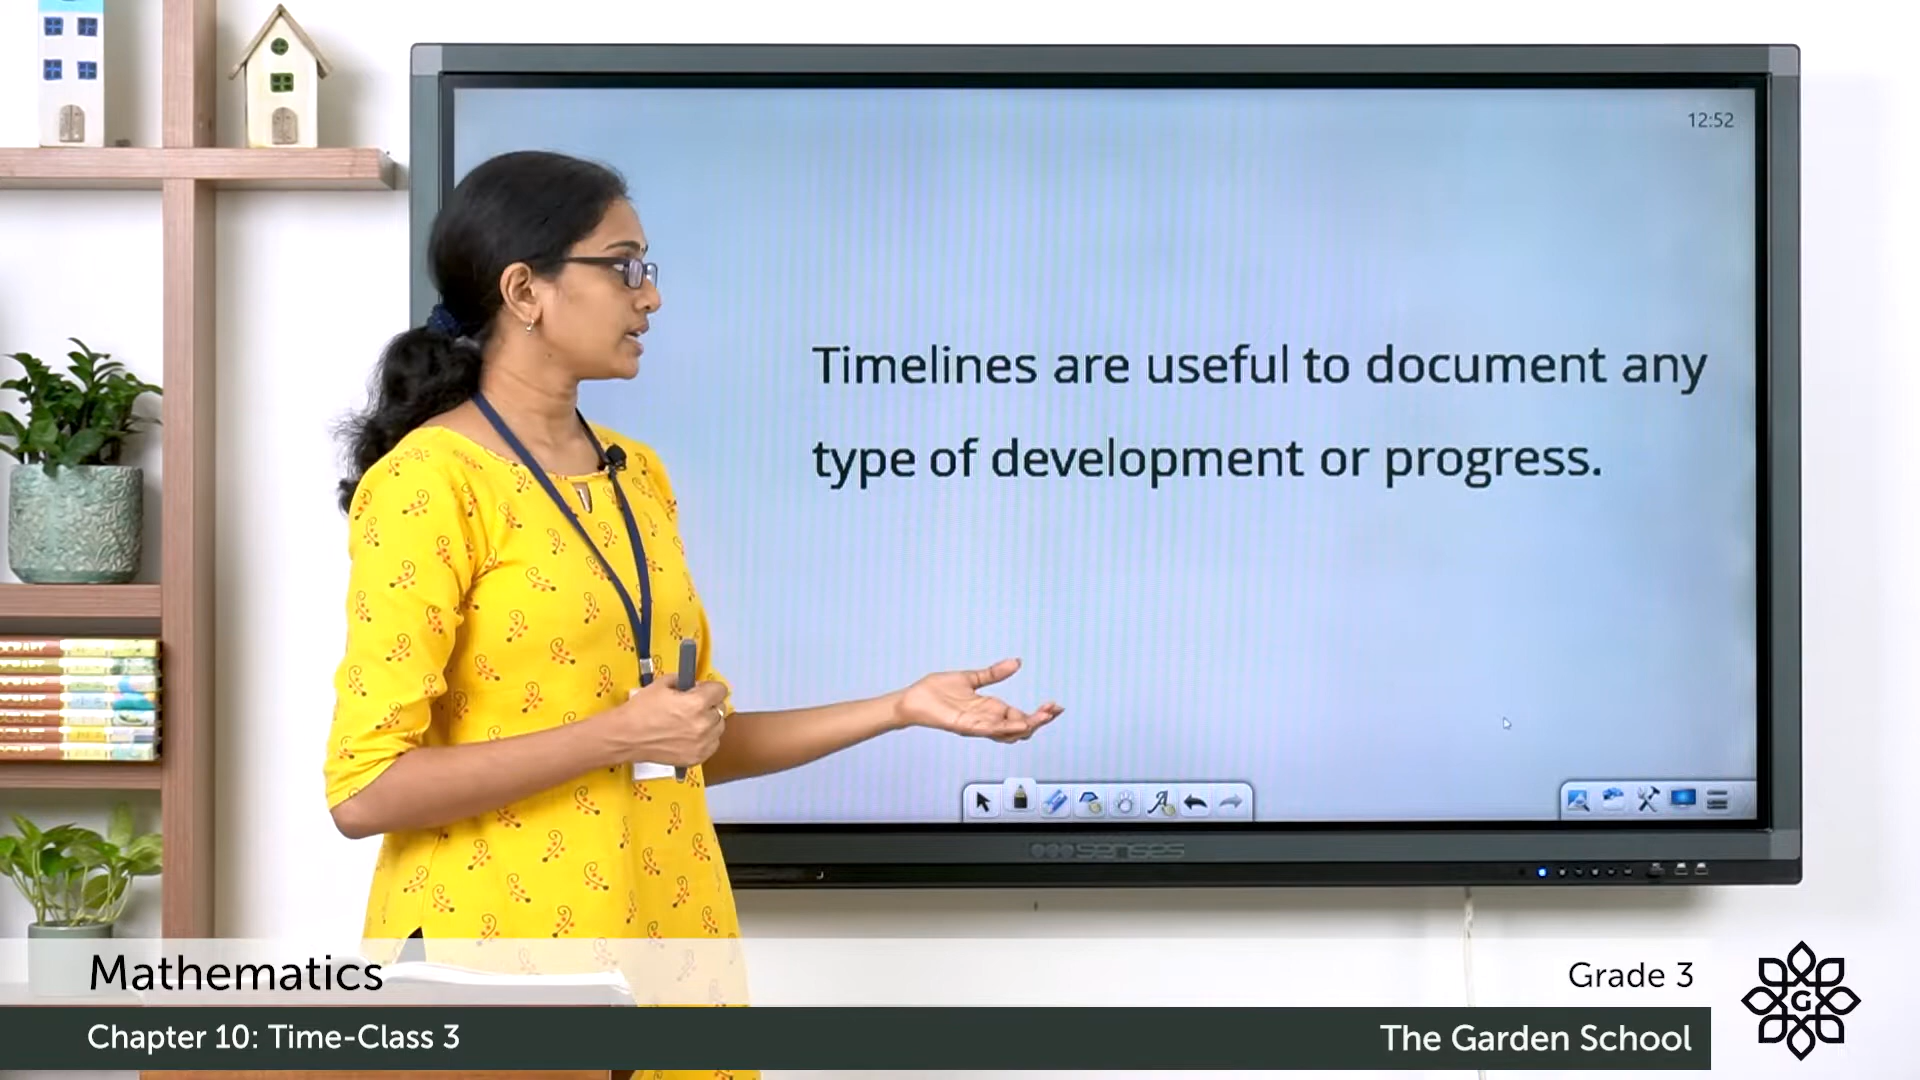 12:52
Timelines are useful to document any
type of development or progress.
senses
Mathematics
Grade 3
Chapter 10: Time-Class 3
The Garden School
G